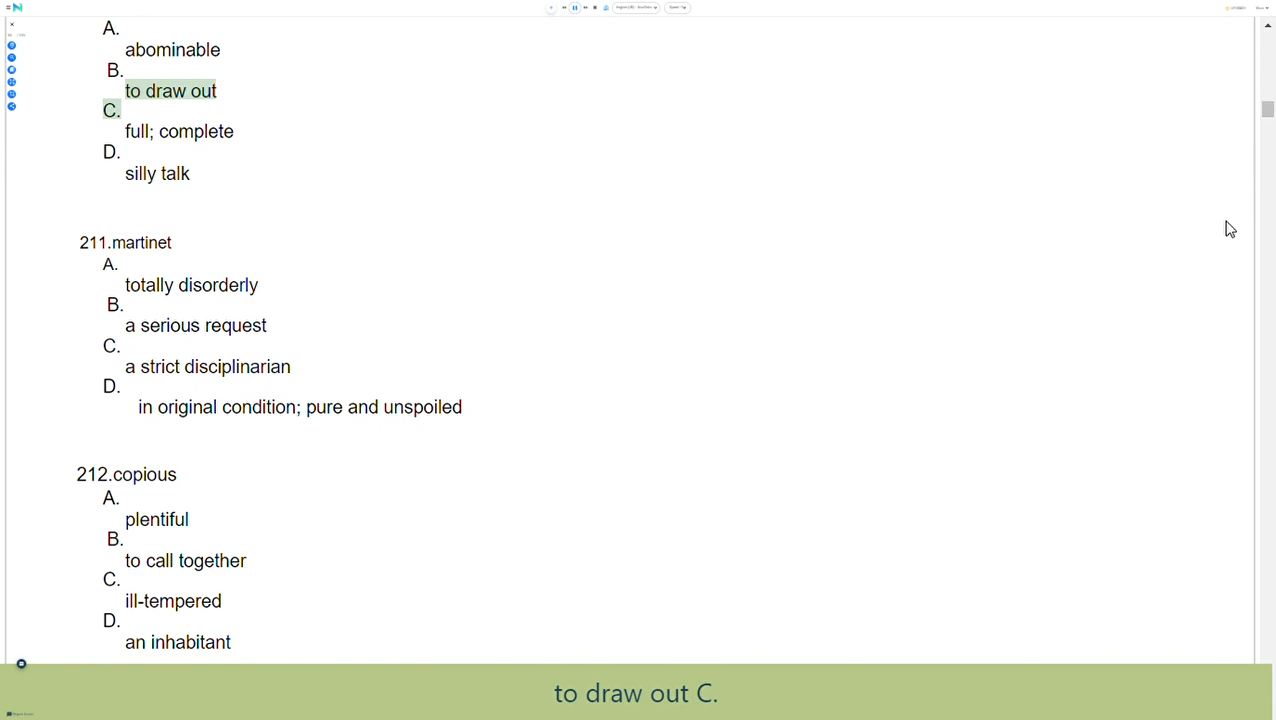 A.
abominable
B.
to draw out
C.
full; complete
D.
silly talk
211.martinet
A.
totally disorderly
B.
a serious request
C.
a strict disciplinarian
D.
in original condition; pure and unspoiled
212.copious
A.
plentiful
B.
to call together
C.
ill-tempered
D.
an inhabitant
to draw out C.